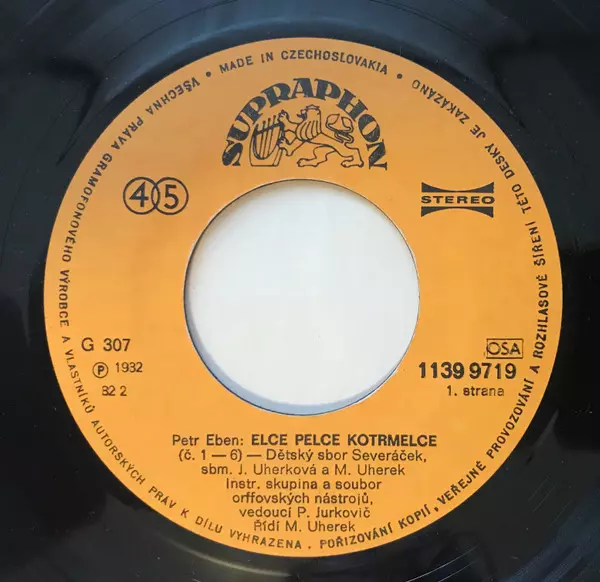 VŠECHNA PRÁVA GRAMOFONOVÉHO VÝROBCE A VLASTNÍKŮ AUTORSKÝCH PRÁV K DÍLU VYHRAZENA. POŘIZOVÁNÍ KOPIÍ, VEŘEJNÉ PROVOZOVÁNÍ A ROZHLASOVÉ ŠÍŘENÍ TÉTO DESKY JE ZAKÁZÁNO
• MADE IN CZECHOSLOVAKIA •
SUPRAPHON
45
STEREO
G 307
Ⓟ 1932
32 2
OSA
1139 9719
1. strana
Petr Eben: ELCE PELCE KOTRMELCE
(č. 1 — 6) — Dětský sbor Severáček,
sbm. J. Uherková a M. Uherek
Instr. skupina a soubor
orffovských nástrojů,
vedoucí P. Jurkovič
Řídí M. Uherek